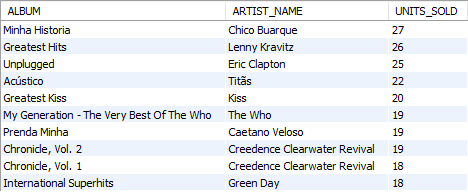 ALBUM ARTIST_NAME UNITS_SOLD
Minha Historia Chico Buarque 27
Greatest Hits Lenny Kravitz 26
Unplugged Eric Clapton 25
Acústico Titãs 22
Greatest Kiss Kiss 20
My Generation - The Very Best Of The Who The Who 19
Prenda Minha Caetano Veloso 19
Chronicle, Vol. 2 Creedence Clearwater Revival 19
Chronicle, Vol. 1 Creedence Clearwater Revival 18
International Superhits Green Day 18